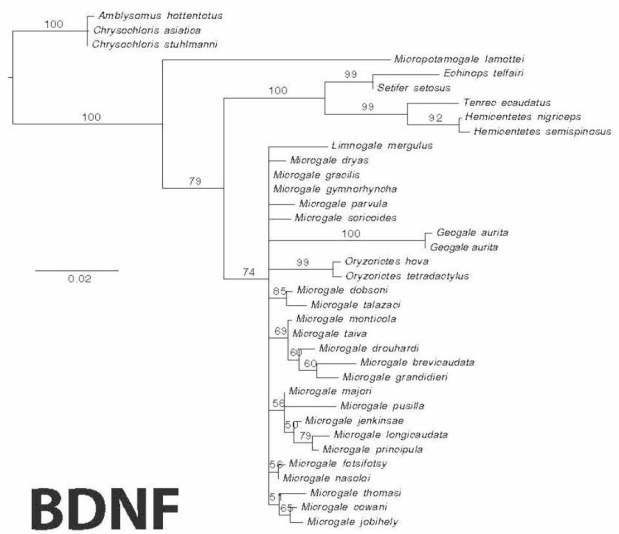 Amblysomus hottentotus
100
Chrysochloris asiatica
Chrysochloris stuhlmanni
Micropotamogale lamottei
99
Echinops telfairi
100
Setifer setosus
99
Tenrec ecaudatus
100
92
Hemicentetes nigriceps
Hemicentetes semispinosus
Limnogale mergulus
Microgale dryas
Microgale gracilis
79
Microgale gymnorhyncha
Microgale parvula
Microgale soricoides
100
Geogale aurita
Geogale aurita
99
Oryzorictes hova
74
Oryzorictes tetradactylus
0.02
85
Microgale dobsoni
Microgale talazaci
Microgale monticola
69
Microgale taiva
60
Microgale drouhardi
60
Microgale brevicaudata
Microgale grandidieri
Microgale majori
56
Microgale pusilla
50
Microgale jenkinsae
79
Microgale longicaudata
Microgale principula
56
Microgale fotsifotsy
Microgale nasoloi
51
Microgale thomasi
65
Microgale cowani
Microgale jobihely
BDNF